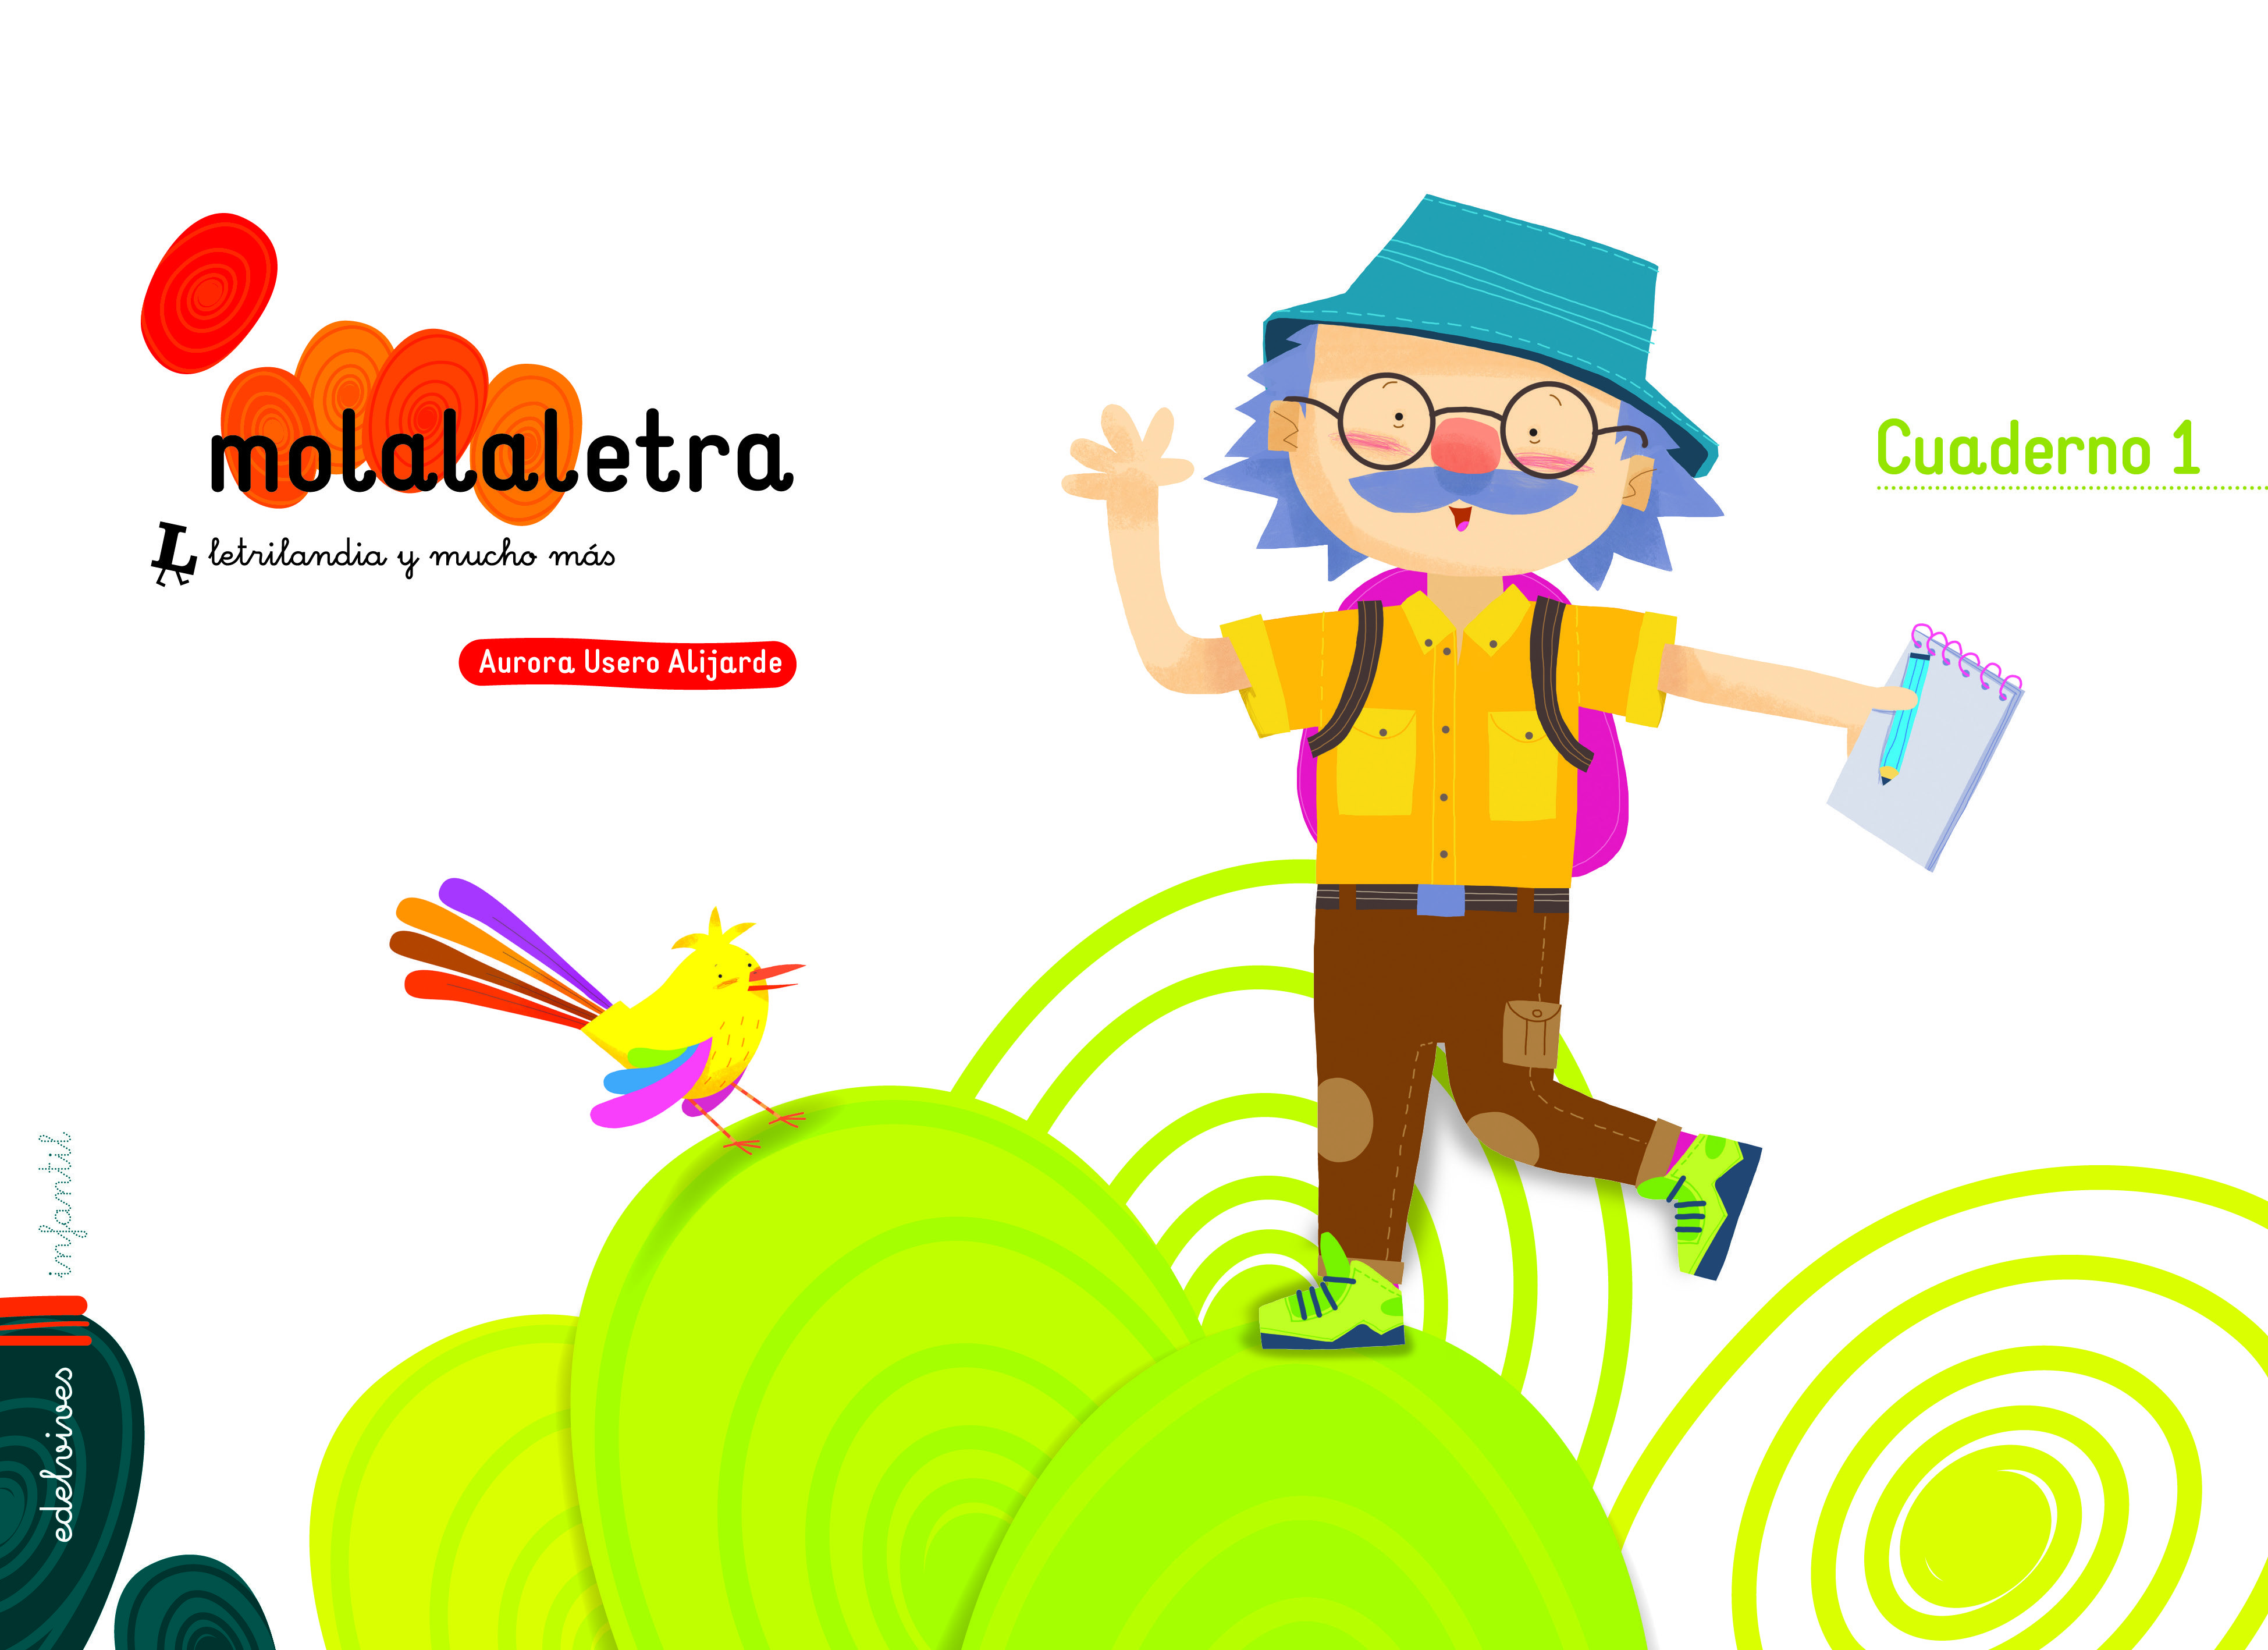 molalaletra
L letrilandia y mucho más
Aurora Usero Alijarde
Cuaderno 1
infantil
edelvives